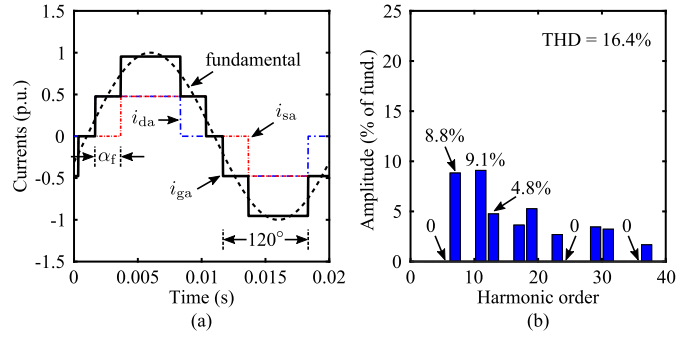 (a)
Currents (p.u.)
1.5
1
0.5
0
-0.5
-1
-1.5
fundamental
i_da
i_sa
α_f
i_ga
120°
0
0.005
0.01
0.015
0.02
Time (s)
(a)
(b)
Amplitude (% of fund.)
25
20
15
10
5
0
THD = 16.4%
8.8%
9.1%
4.8%
0
0
0
0
10
20
30
40
Harmonic order
(b)